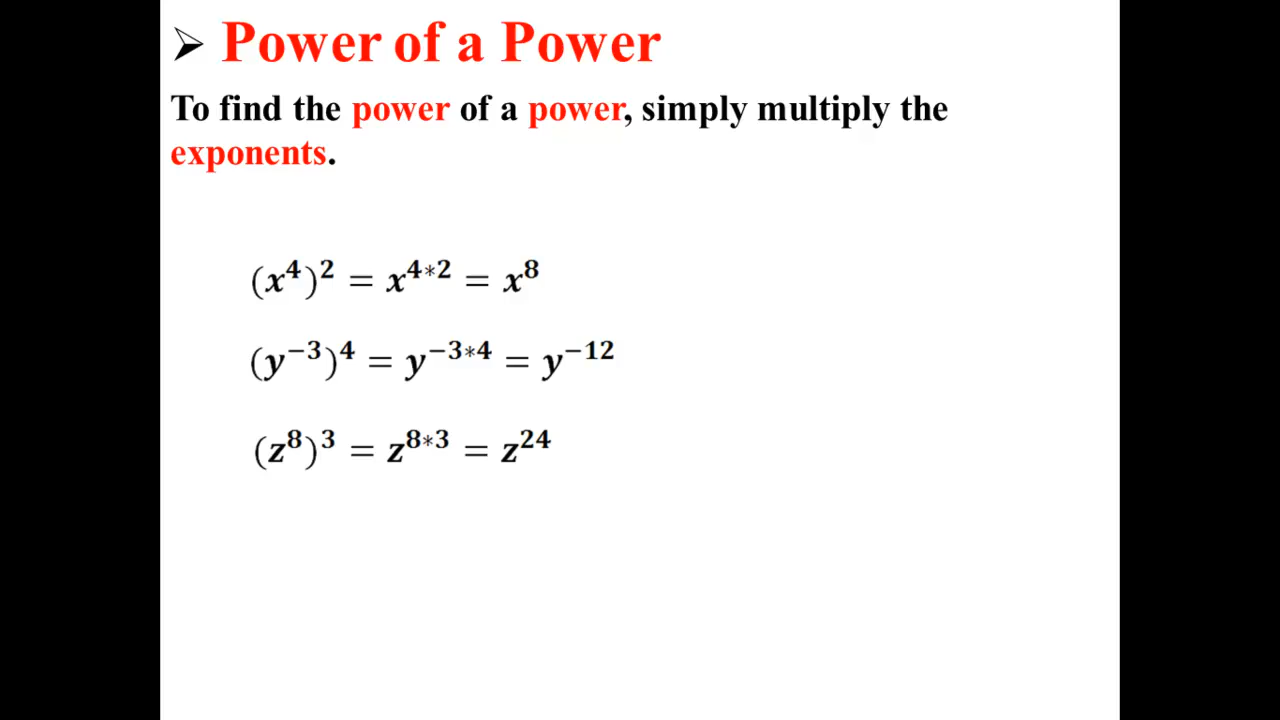 ➢ Power of a Power
To find the power of a power, simply multiply the
exponents.
(x⁴)² = x⁴*² = x⁸
(y⁻³)⁴ = y⁻³*⁴ = y⁻¹²
(z⁸)³ = z⁸*³ = z²⁴